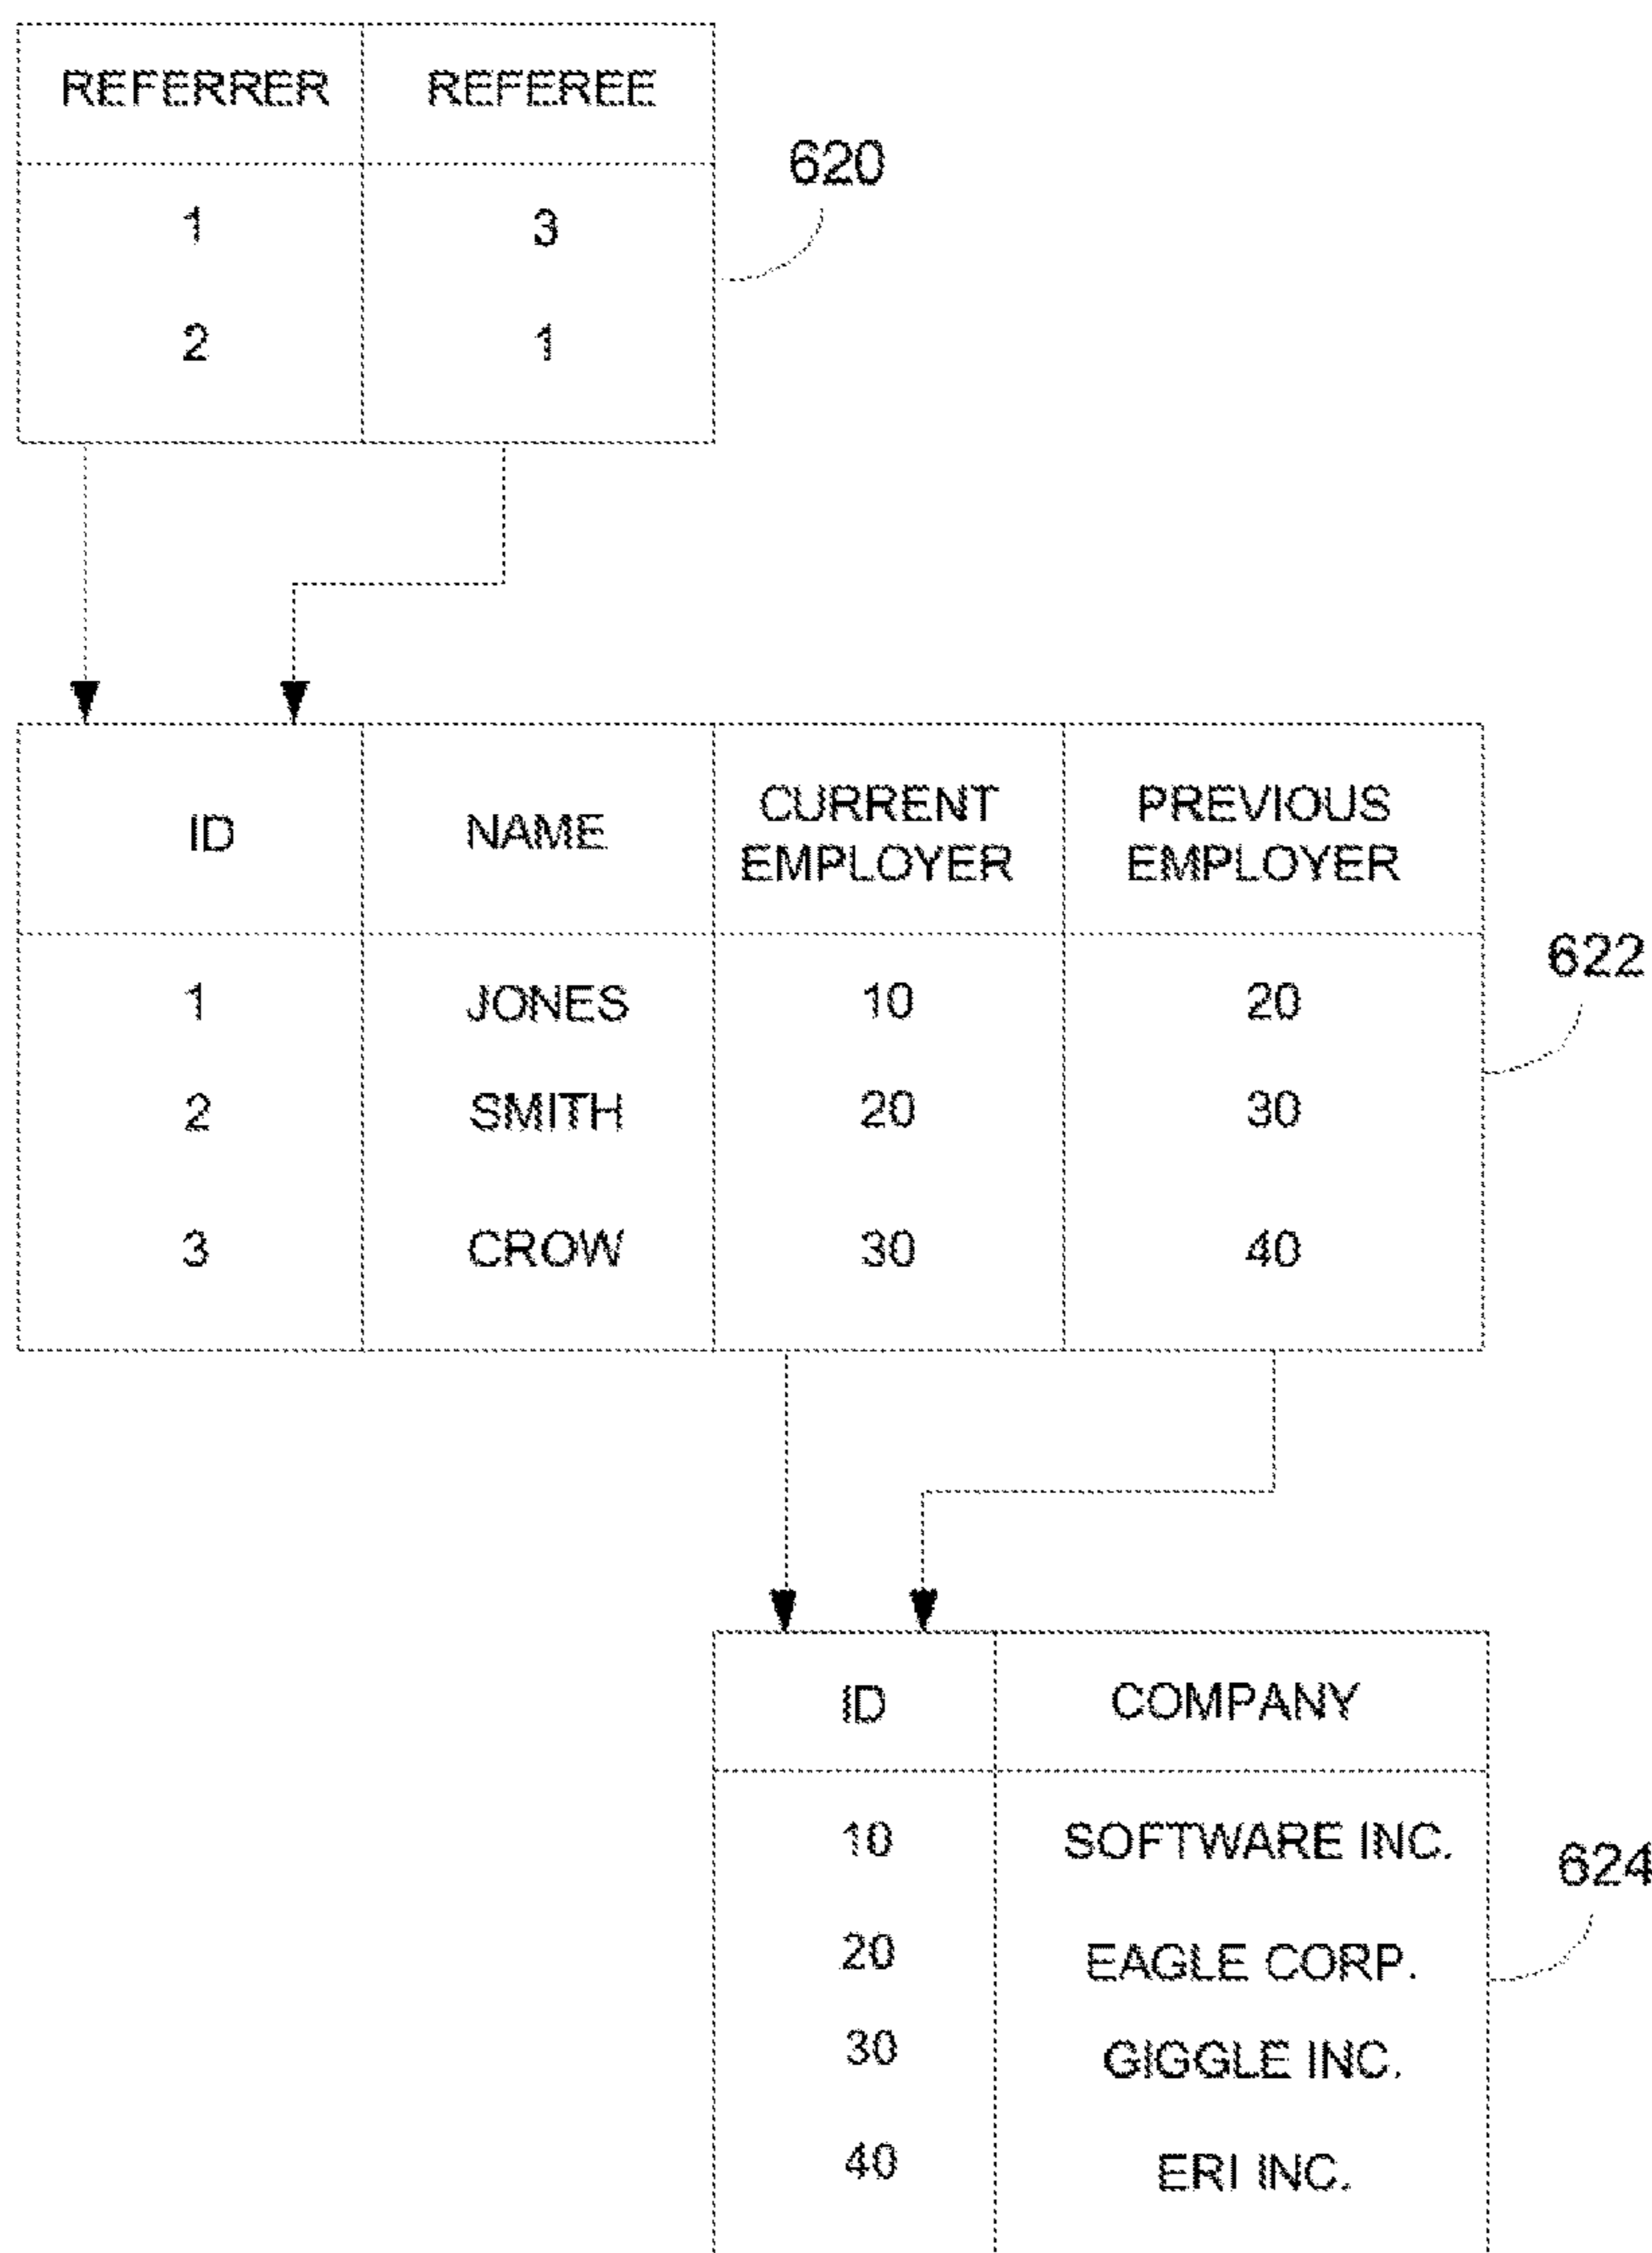 REFERRER REFEREE
620
1 3
2 1
ID NAME CURRENT EMPLOYER PREVIOUS EMPLOYER
622
1 JONES 10 20
2 SMITH 20 30
3 CROW 30 40
ID COMPANY
10 SOFTWARE INC.
624
20 EAGLE CORP.
30 GIGGLE INC.
40 ERI INC.